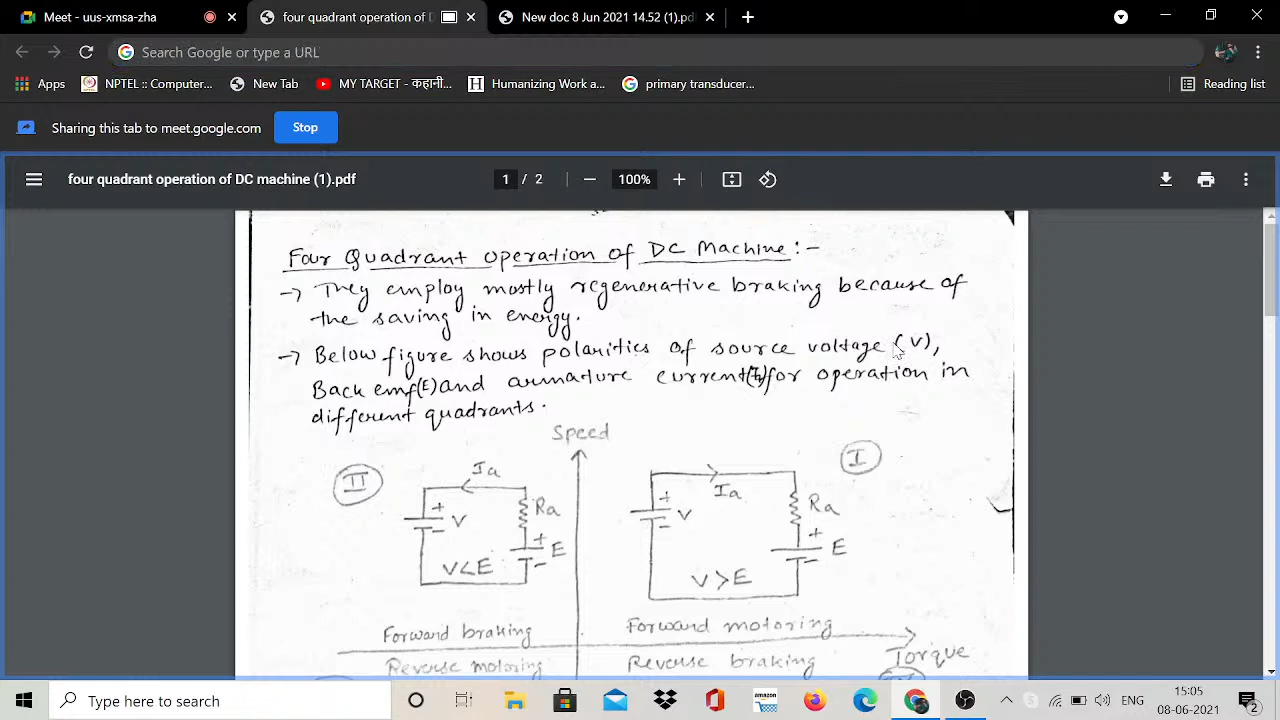 Meet - uus-xmsa-zha
four quadrant operation of D
New doc 8 Jun 2021 14.52 (1).pd
Search Google or type a URL
Apps
NPTEL :: Computer...
New Tab
MY TARGET - कक्षाली...
Humanizing Work a...
primary transducer...
Reading list
Sharing this tab to meet.google.com
Stop
four quadrant operation of DC machine (1).pdf
1 / 2
100%
Four Quadrant operation of DC Machine:-
→ They employ mostly regenerative braking because of
the saving in energy.
→ Below figure shows polarities of source voltage (V),
Back emf(E) and armature current(Ia) for operation in
different quadrants.
Speed
II
Ia
+
V
Ra
+
E
V<E
I
Ia
+
V
Ra
+
E
V>E
Forward braking
Forward motoring
Torque
Reverse motoring
Reverse braking
Type here to search
amazon
ENG
15:05
08-06-2021
2